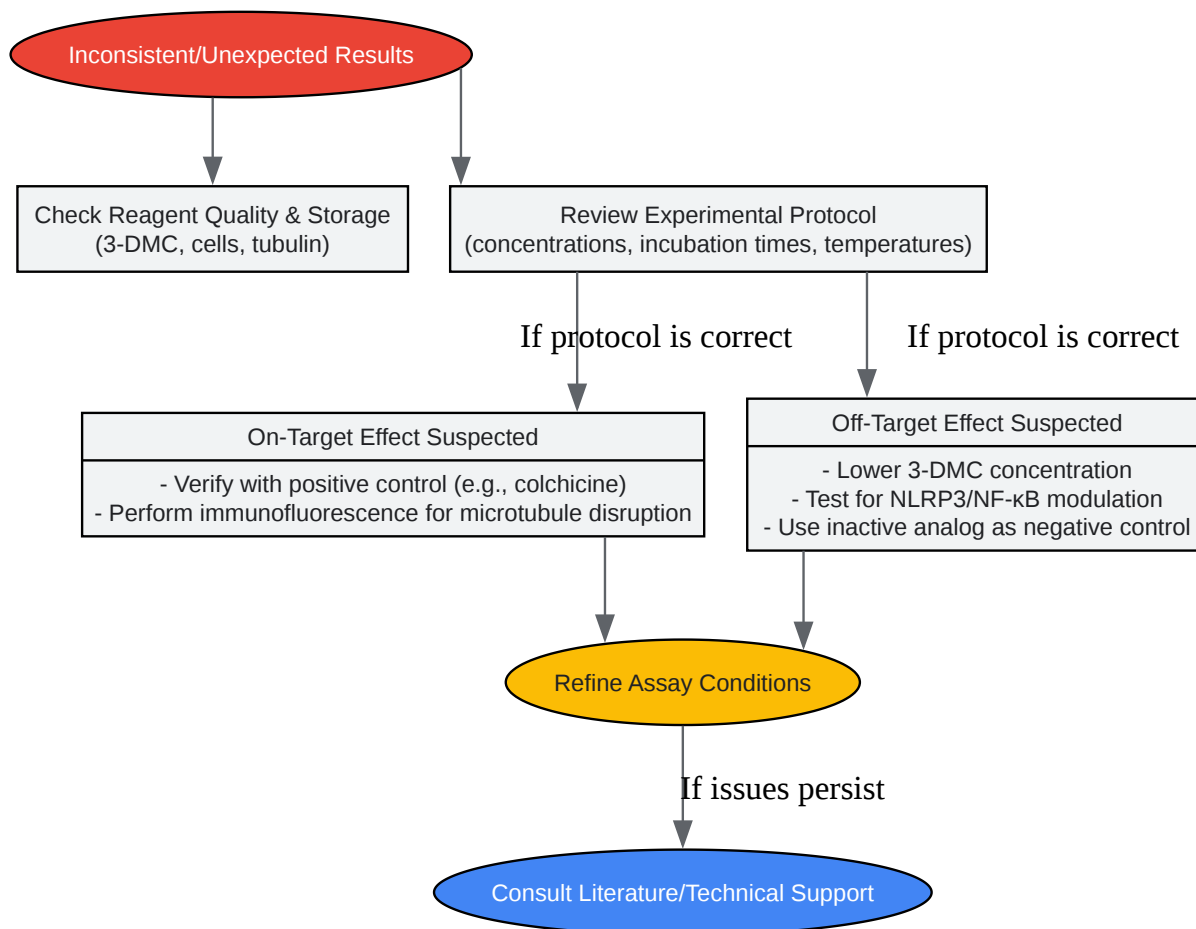 Inconsistent/Unexpected Results
Check Reagent Quality & Storage
(3-DMC, cells, tubulin)
Review Experimental Protocol
(concentrations, incubation times, temperatures)
If protocol is correct
If protocol is correct
On-Target Effect Suspected
- Verify with positive control (e.g., colchicine)
- Perform immunofluorescence for microtubule disruption
Off-Target Effect Suspected
- Lower 3-DMC concentration
- Test for NLRP3/NF-κB modulation
- Use inactive analog as negative control
Refine Assay Conditions
If issues persist
Consult Literature/Technical Support